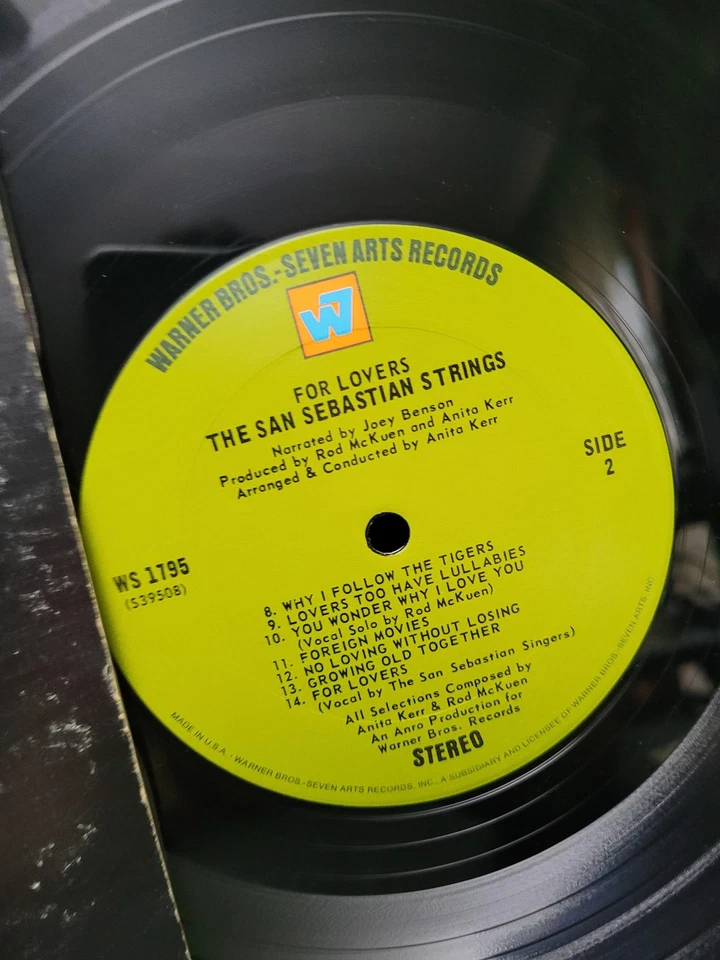 WARNER BROS.-SEVEN ARTS RECORDS
W7
FOR LOVERS
THE SAN SEBASTIAN STRINGS
Narrated by Joey Benson
Produced by Rod McKuen and Anita Kerr
Arranged & Conducted by Anita Kerr
SIDE
2
WS 1795
(S39508)
8. WHY I FOLLOW THE TIGERS
9. LOVERS TOO HAVE LULLABIES
10. YOU WONDER WHY I LOVE YOU
(Vocal Solo by Rod McKuen)
11. FOREIGN MOVIES
12. NO LOVING WITHOUT LOSING
13. GROWING OLD TOGETHER
14. FOR LOVERS
(Vocal by The San Sebastian Singers)
All Selections Composed by
Anita Kerr & Rod McKuen
An Anro Production for
Warner Bros. Records
STEREO
MADE IN U.S.A. · WARNER BROS.-SEVEN ARTS RECORDS, INC., A SUBSIDIARY AND LICENSEE OF WARNER BROS.-SEVEN ARTS, INC.